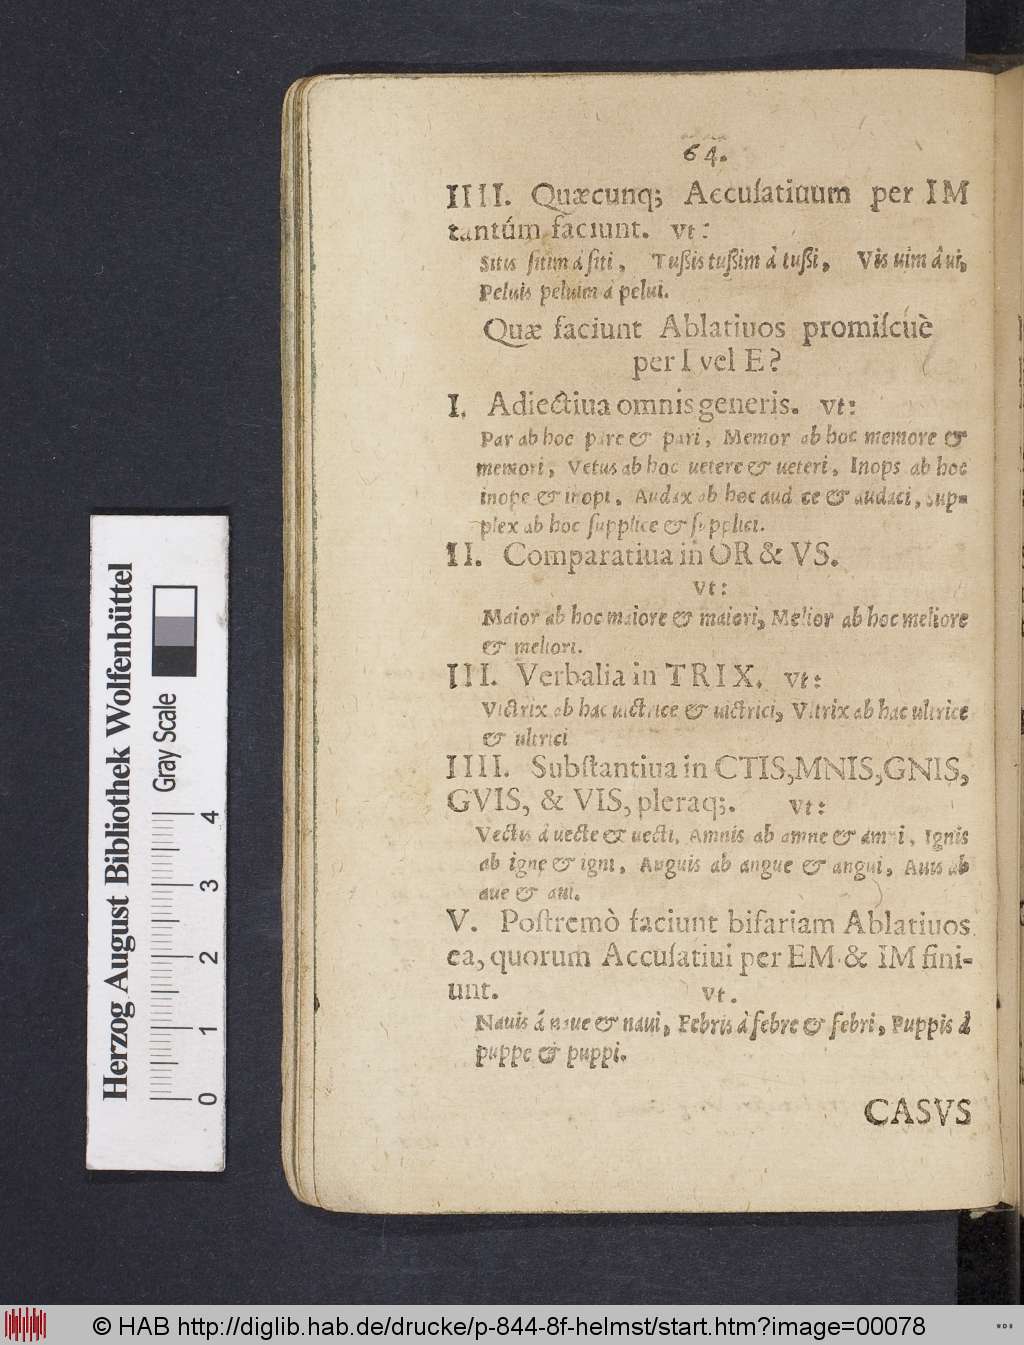 64.
IIII. Quæcunq; Accuſatiuum per IM
tantúm faciunt. vt:
Sitis ſitim á ſiti, Tuſsis tuſsim à tuſsi, Vis uim â ui,
Peluis peluim á pelui.
Quæ faciunt Ablatiuos promiſcuè
per I vel E?
I. Adiectiua omnis generis. vt:
Par ab hoc pare & pari, Memor ab hoc memore &
memori, Vetus ab hoc uetere & ueteri, Inops ab hoc
inope & inopi, Audax ab hoc audace & audaci, Sup-
plex ab hoc ſupplice & ſupplici.
II. Comparatiua in OR & VS.
vt:
Maior ab hoc maiore & maiori, Melior ab hoc meliore
& meliori.
III. Verbalia in TRIX. vt:
Victrix ab hac uictrice & uictrici, Vltrix ab hac ultrice
& ultrici
IIII. Subſtantiua in CTIS, MNIS, GNIS,
GVIS, & VIS, pleraq;. vt:
Vectis á uecte & uecti, Amnis ab amne & amni, Ignis
ab igne & igni, Anguis ab angue & angui, Auis ab
aue & aui.
V. Poſtremò faciunt bifariam Ablatiuos
ea, quorum Accuſatiui per EM & IM fini-
unt. vt.
Nauis á naue & naui, Febris à febre & febri, Puppis á
puppe & puppi.
CASVS
Herzog August Bibliothek Wolfenbüttel
Gray Scale
0 1 2 3 4
© HAB http://diglib.hab.de/drucke/p-844-8f-helmst/start.htm?image=00078